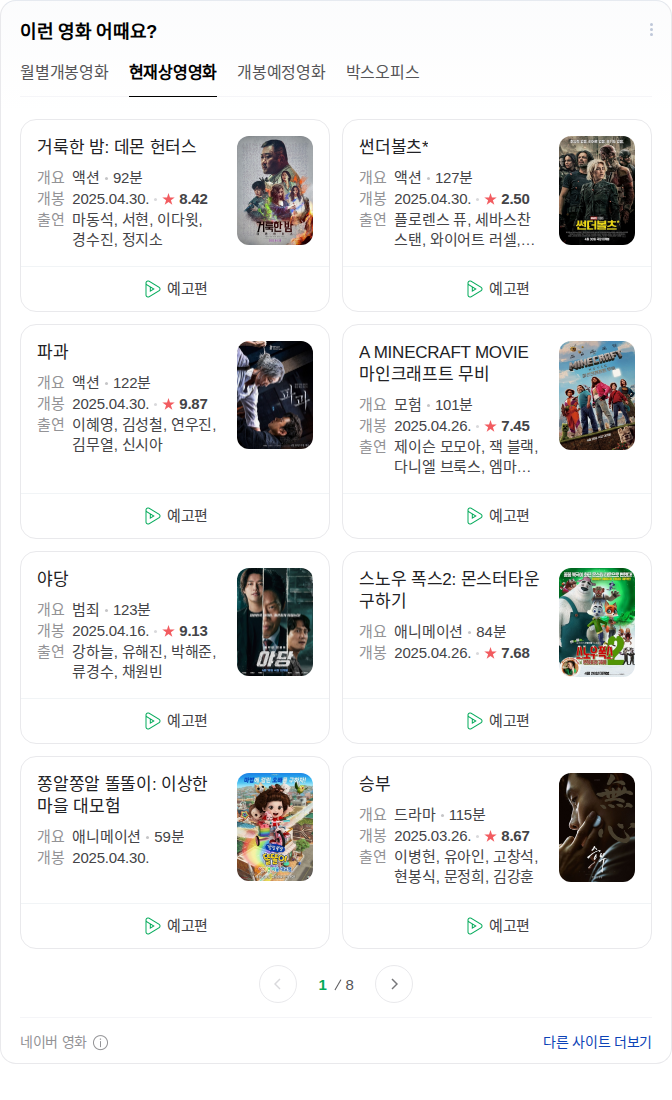 이런 영화 어때요?
월별개봉영화 현재상영영화 개봉예정영화 박스오피스
거룩한 밤: 데몬 헌터스
개요 액션 · 92분
개봉 2025.04.30. · ★ 8.42
출연 마동석, 서현, 이다윗,
경수진, 정지소
거룩한 밤
예고편
썬더볼츠*
개요 액션 · 127분
개봉 2025.04.30. · ★ 2.50
출연 플로렌스 퓨, 세바스찬
스탠, 와이어트 러셀,...
썬더볼츠*
예고편
파과
개요 액션 · 122분
개봉 2025.04.30. · ★ 9.87
출연 이혜영, 김성철, 연우진,
김무열, 신시아
파과
예고편
A MINECRAFT MOVIE
마인크래프트 무비
개요 모험 · 101분
개봉 2025.04.26. · ★ 7.45
출연 제이슨 모모아, 잭 블랙,
다니엘 브룩스, 엠마...
MINECRAFT
예고편
야당
개요 범죄 · 123분
개봉 2025.04.16. · ★ 9.13
출연 강하늘, 유해진, 박해준,
류경수, 채원빈
야당
예고편
스노우 폭스2: 몬스터타운
구하기
개요 애니메이션 · 84분
개봉 2025.04.26. · ★ 7.68
스노우폭스2
예고편
쫑알쫑알 똘똘이: 이상한
마을 대모험
개요 애니메이션 · 59분
개봉 2025.04.30.
똘똘이
예고편
승부
개요 드라마 · 115분
개봉 2025.03.26. · ★ 8.67
출연 이병헌, 유아인, 고창석,
현봉식, 문정희, 김강훈
승부
예고편
1 / 8
네이버 영화
다른 사이트 더보기